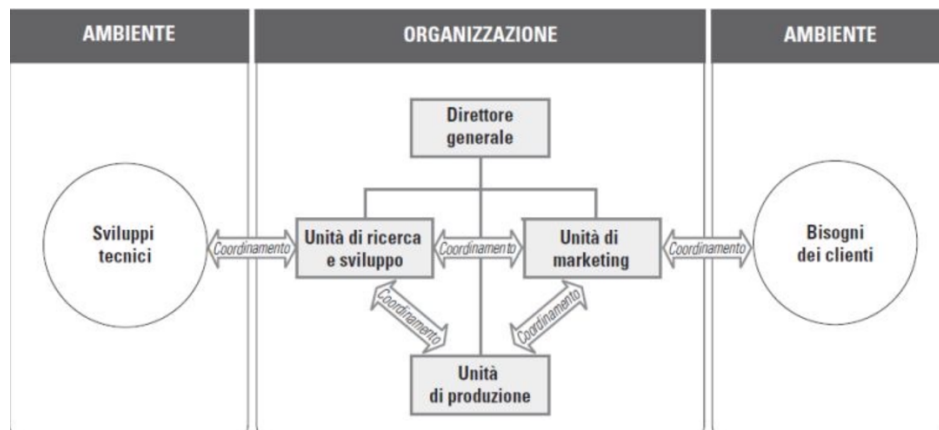 AMBIENTE
ORGANIZZAZIONE
AMBIENTE
Direttore
generale
Sviluppi
tecnici
Coordinamento
Unità di ricerca
e sviluppo
Coordinamento
Unità di
marketing
Coordinamento
Bisogni
dei clienti
Coordinamento
Coordinamento
Unità
di produzione